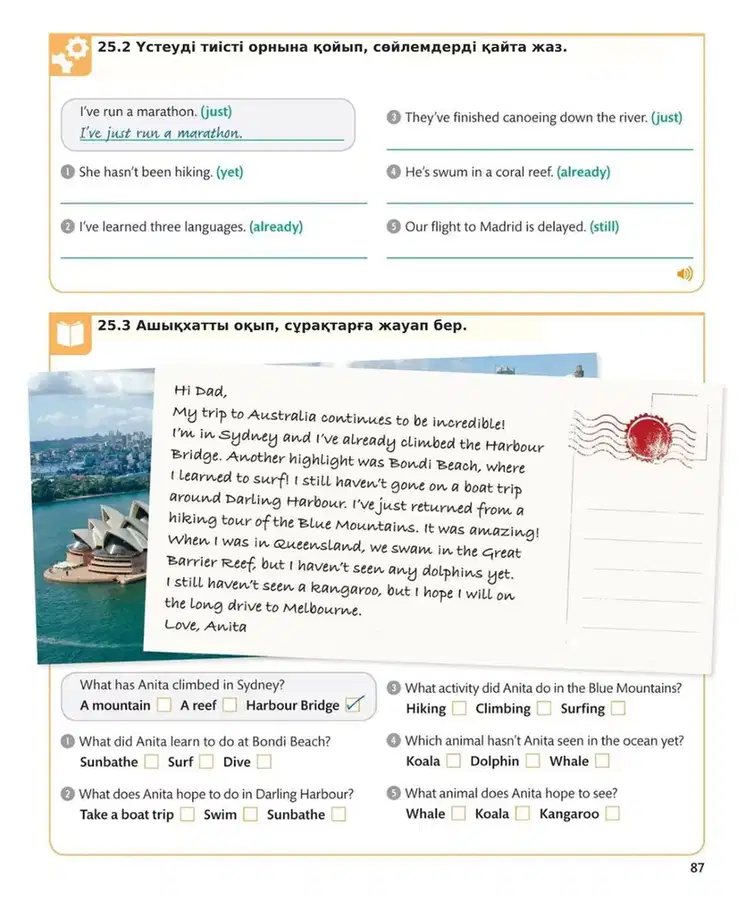 25.2 Үстеуді тиісті орнына қойып, сөйлемдерді қайта жаз.
I've run a marathon. (just)
I've just run a marathon.
1 She hasn't been hiking. (yet)
2 I've learned three languages. (already)
3 They've finished canoeing down the river. (just)
4 He's swum in a coral reef. (already)
5 Our flight to Madrid is delayed. (still)
25.3 Ашықхатты оқып, сұрақтарға жауап бер.
Hi Dad,
My trip to Australia continues to be incredible!
I'm in Sydney and I've already climbed the Harbour
Bridge. Another highlight was Bondi Beach, where
I learned to surf! I still haven't gone on a boat trip
around Darling Harbour. I've just returned from a
hiking tour of the Blue Mountains. It was amazing!
When I was in Queensland, we swam in the Great
Barrier Reef, but I haven't seen any dolphins yet.
I still haven't seen a kangaroo, but I hope I will on
the long drive to Melbourne.
Love, Anita
What has Anita climbed in Sydney?
A mountain A reef Harbour Bridge
1 What did Anita learn to do at Bondi Beach?
Sunbathe Surf Dive
2 What does Anita hope to do in Darling Harbour?
Take a boat trip Swim Sunbathe
3 What activity did Anita do in the Blue Mountains?
Hiking Climbing Surfing
4 Which animal hasn't Anita seen in the ocean yet?
Koala Dolphin Whale
5 What animal does Anita hope to see?
Whale Koala Kangaroo
87